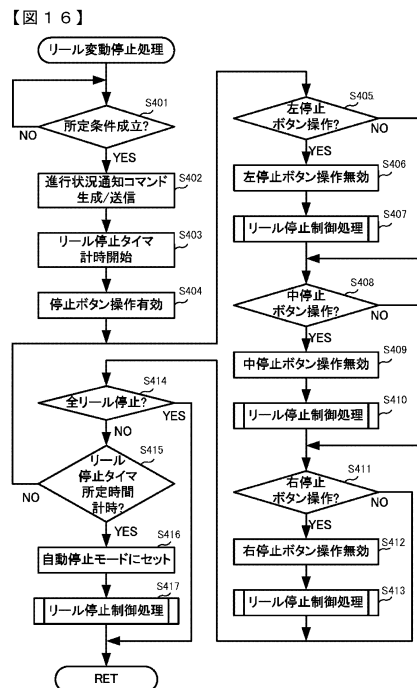 【図１６】
リール変動停止処理
S401
所定条件成立?
NO
YES
進行状況通知コマンド
生成/送信
S402
リール停止タイマ
計時開始
S403
停止ボタン操作有効
S404
S405
左停止
ボタン操作?
NO
YES
左停止ボタン操作無効
S406
リール停止制御処理
S407
S408
中停止
ボタン操作?
NO
YES
中停止ボタン操作無効
S409
リール停止制御処理
S410
S411
右停止
ボタン操作?
NO
YES
右停止ボタン操作無効
S412
リール停止制御処理
S413
S414
全リール停止?
YES
NO
S415
リール
停止タイマ
所定時間
計時?
NO
YES
S416
自動停止モードにセット
S417
リール停止制御処理
RET